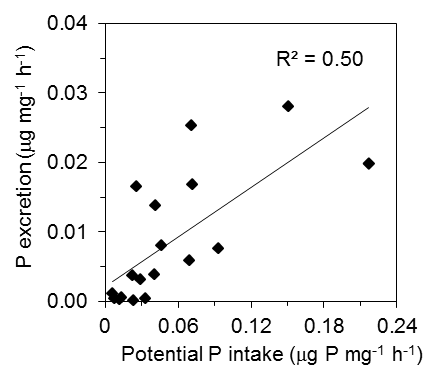 0.04
R² = 0.50
0.03
0.02
0.01
0.00
P excretion (µg mg⁻¹ h⁻¹)
0 0.06 0.12 0.18 0.24
Potential P intake (µg P mg⁻¹ h⁻¹)